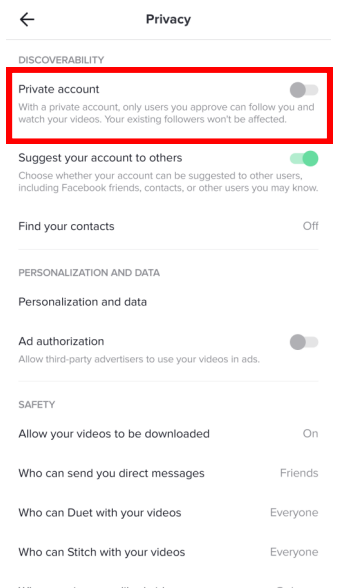 Privacy
DISCOVERABILITY
Private account
With a private account, only users you approve can follow you and
watch your videos. Your existing followers won't be affected.
Suggest your account to others
Choose whether your account can be suggested to other users,
including Facebook friends, contacts, or other users you may know.
Find your contacts Off
PERSONALIZATION AND DATA
Personalization and data
Ad authorization
Allow third-party advertisers to use your videos in ads.
SAFETY
Allow your videos to be downloaded On
Who can send you direct messages Friends
Who can Duet with your videos Everyone
Who can Stitch with your videos Everyone